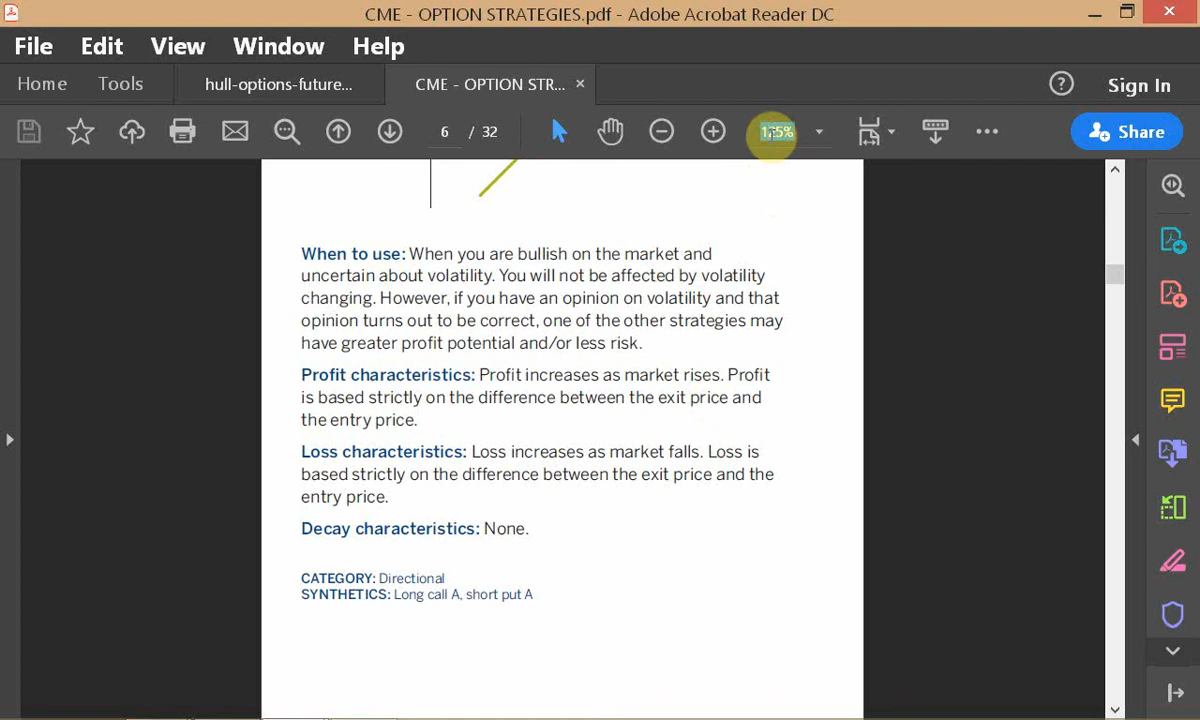 CME - OPTION STRATEGIES.pdf - Adobe Acrobat Reader DC
File Edit View Window Help
Home Tools hull-options-future... CME - OPTION STR... × Sign In
6 / 32 125% Share
When to use: When you are bullish on the market and
uncertain about volatility. You will not be affected by volatility
changing. However, if you have an opinion on volatility and that
opinion turns out to be correct, one of the other strategies may
have greater profit potential and/or less risk.
Profit characteristics: Profit increases as market rises. Profit
is based strictly on the difference between the exit price and
the entry price.
Loss characteristics: Loss increases as market falls. Loss is
based strictly on the difference between the exit price and the
entry price.
Decay characteristics: None.
CATEGORY: Directional
SYNTHETICS: Long call A, short put A